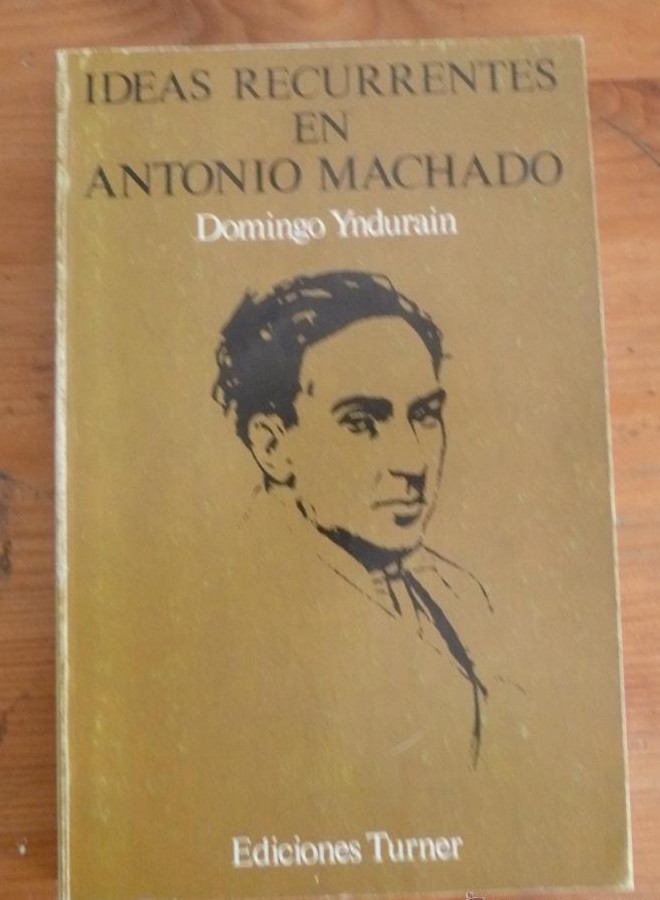 IDEAS RECURRENTES
EN
ANTONIO MACHADO
Domingo Yndurain
Ediciones Turner